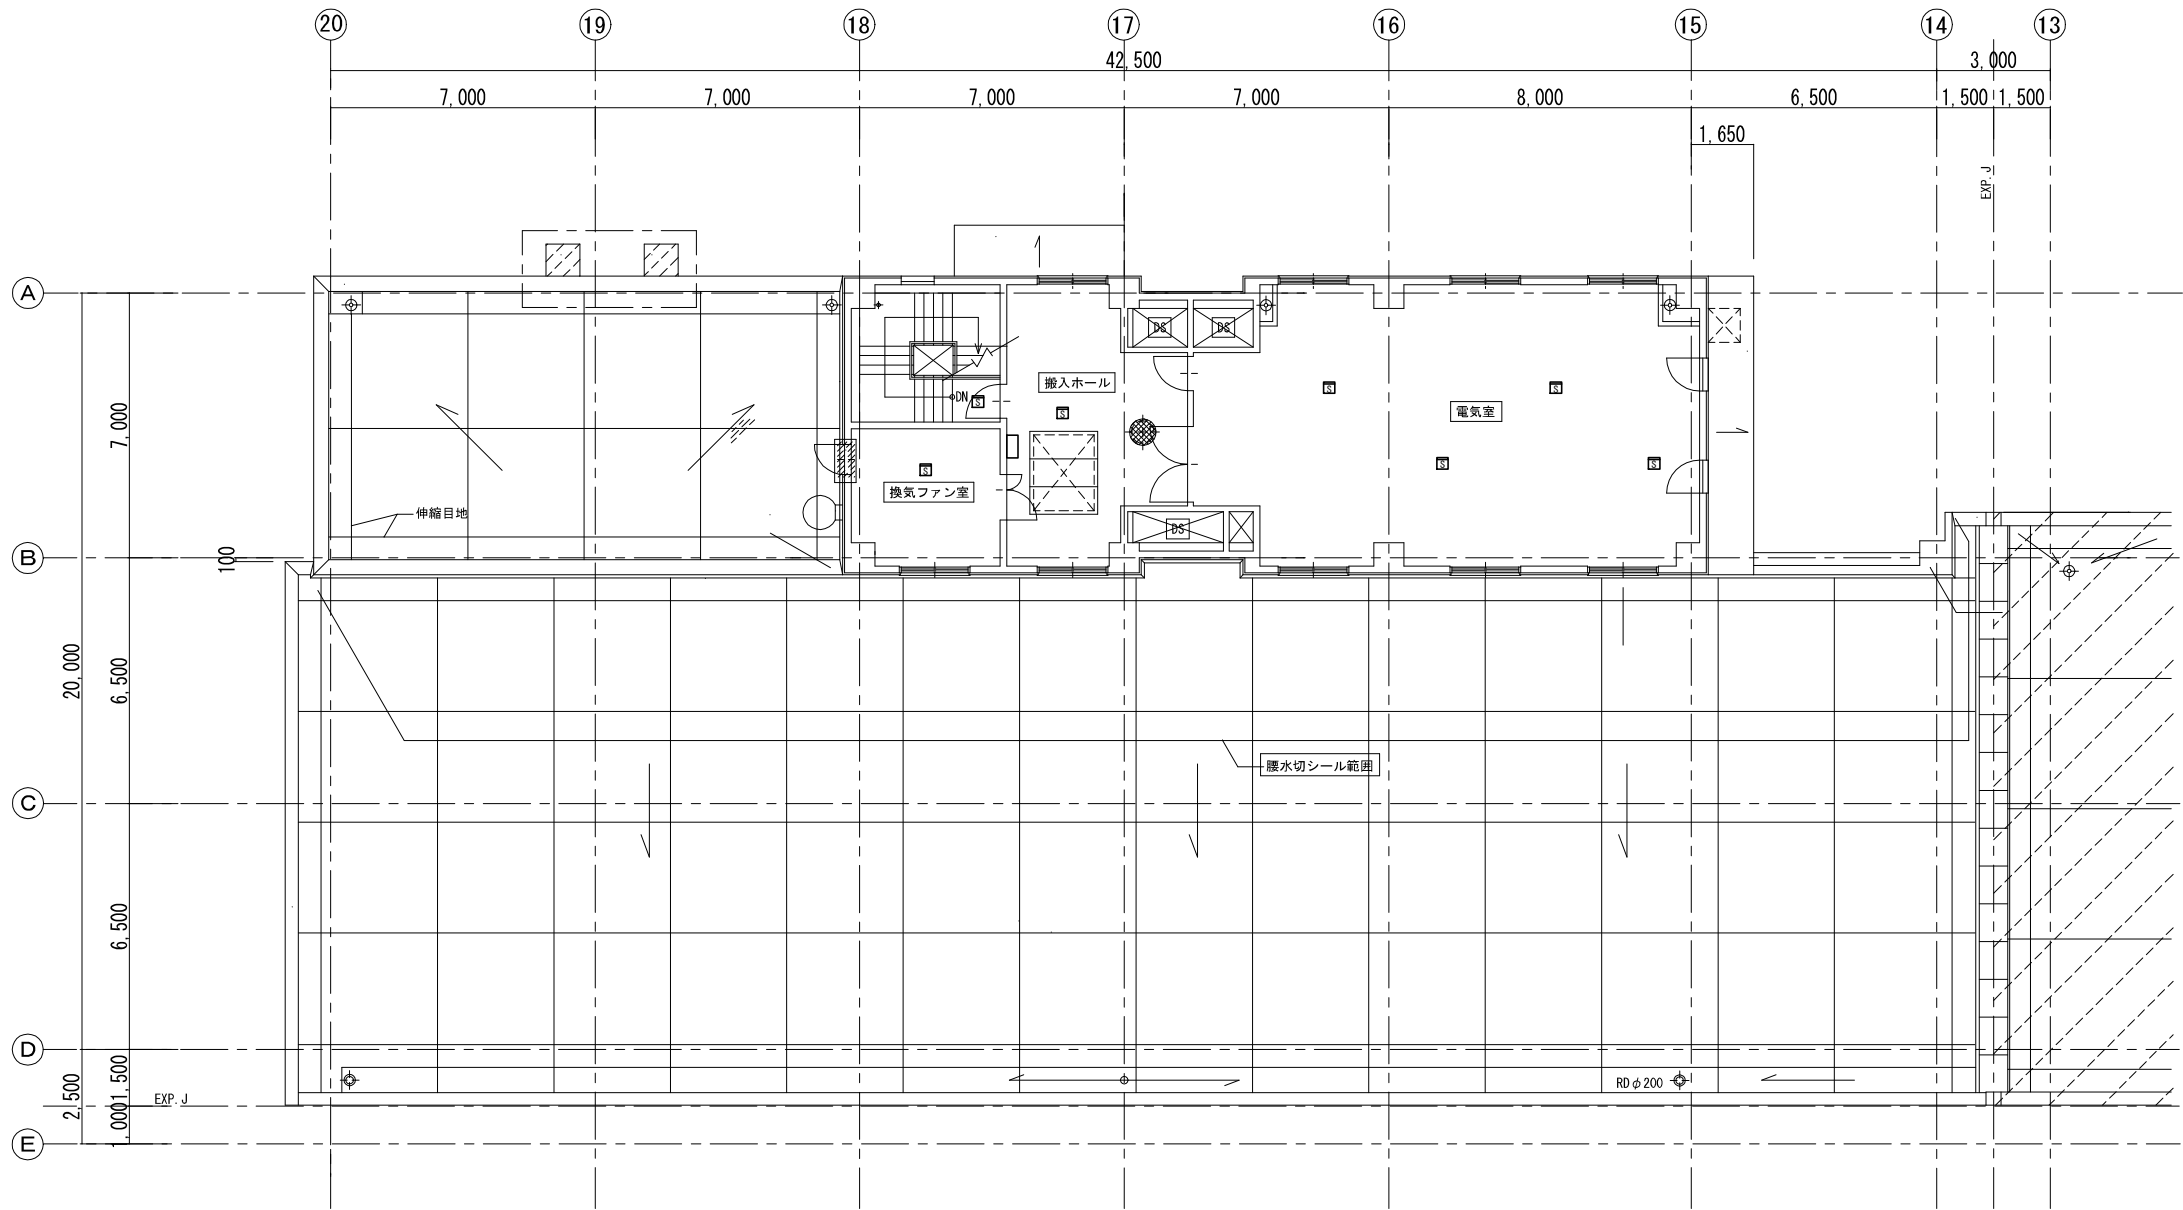 20 19 18 17 16 15 14 13
42,500 3,000
7,000 7,000 7,000 7,000 8,000 6,500 1,500 1,500
1,650
EXP. J
A
DS DS
搬入ホール
S S S
DN S
電気室
7,000
S S S
換気ファン室
伸縮目地
DS
B
100
20,000
6,500
腰水切シール範囲
C
6,500
D
RDφ200
1,500
2,500
EXP. J
1,000
E